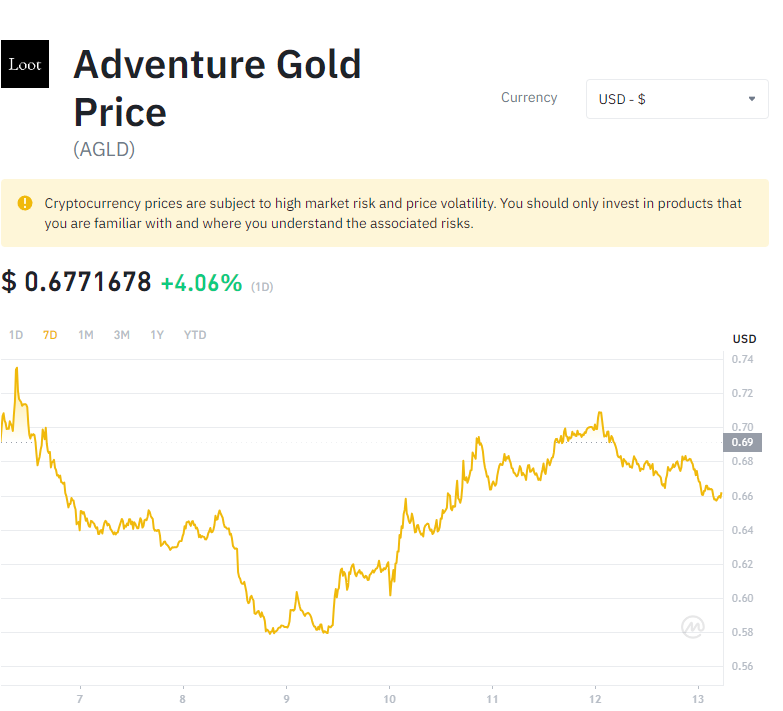 Loot
Adventure Gold
Price
(AGLD)
Currency
USD - $
Cryptocurrency prices are subject to high market risk and price volatility. You should only invest in products that
you are familiar with and where you understand the associated risks.
$ 0.6771678 +4.06% (1D)
1D 7D 1M 3M 1Y YTD
USD
0.74
0.72
0.70
0.69
0.68
0.66
0.64
0.62
0.60
0.58
0.56
7 8 9 10 11 12 13